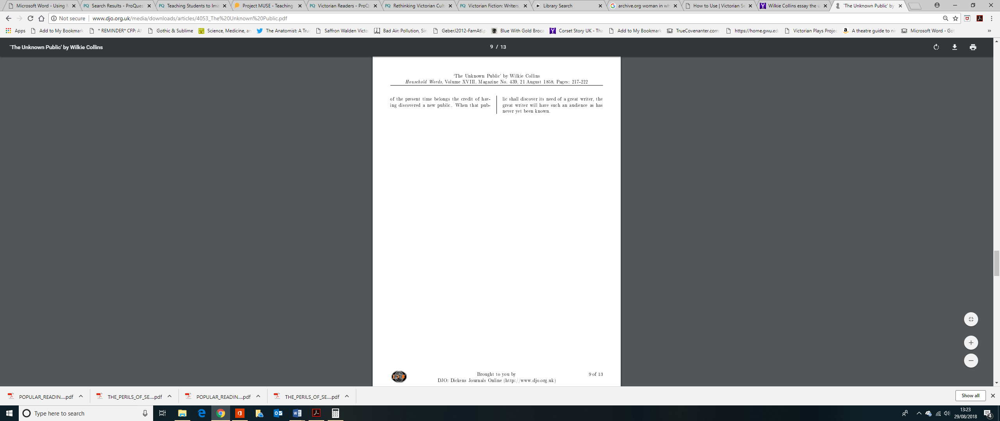 Microsoft Word - Using
Search Results - ProQues
Teaching Students to Ima
Project MUSE - Teaching
Victorian Readers - ProQ
Rethinking Victorian Cult
Victorian Fiction: Writers,
Library Search
archive.org woman in wh
How to Use | Victorian Se
Wilkie Collins essay the u
`The Unknown Public' by
Not secure | www.djo.org.uk/media/downloads/articles/4053_The%20Unknown%20Public.pdf
Apps
Add to My Bookmark
* REMINDER* CFP: A
Gothic & Sublime
Science, Medicine, an
The Anatomist: A True
Saffron Walden Victo
Bad Air: Pollution, Sin
GeberJ2012-FamAtl.p
Blue With Gold Broca
Corset Story UK - Tha
Add to My Bookmark
TrueCovenanter.com:
https://home.gwu.ed
Victorian Plays Projec
A theatre guide to ni
Microsoft Word - Got
»
`The Unknown Public' by Wilkie Collins
9 / 13
‘The Unknown Public’ by Wilkie Collins
Household Words, Volume XVIII, Magazine No. 439, 21 August 1858, Pages: 217-222
of the present time belongs the credit of hav-
ing discovered a new public. When that pub-
lic shall discover its need of a great writer, the
great writer will have such an audience as has
never yet been known.
Brought to you by
DJO: Dickens Journals Online (http://www.djo.org.uk)
9 of 13
POPULAR_READIN....pdf
THE_PERILS_OF_SE....pdf
POPULAR_READIN....pdf
THE_PERILS_OF_SE....pdf
Show all
Type here to search
13:23
29/08/2018
4